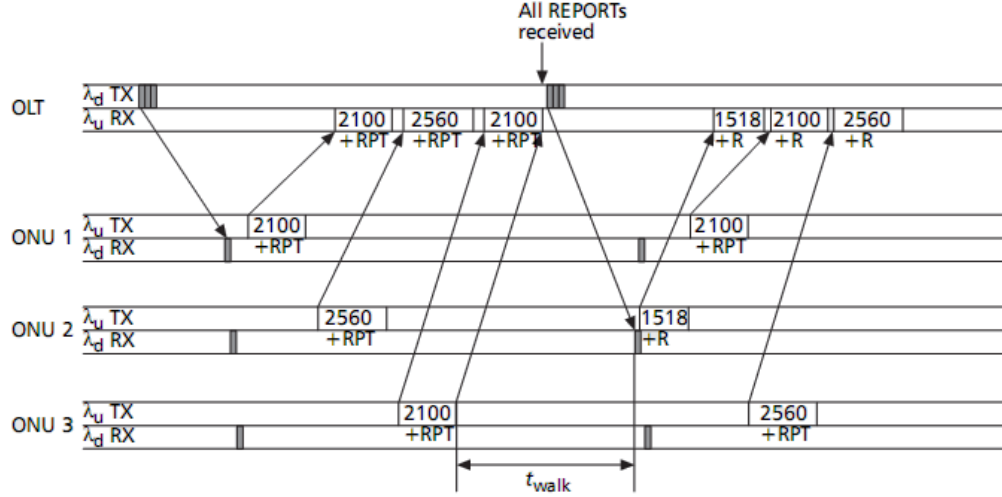 All REPORTs
received
OLT
λd TX
λu RX
2100 2560 2100 1518 2100 2560
+RPT +RPT +RPT +R +R +R
ONU 1
λu TX
2100 2100
λd RX
+RPT +RPT
ONU 2
λu TX
2560 1518
λd RX
+RPT +R
ONU 3
λu TX
2100 2560
λd RX
+RPT +RPT
twalk